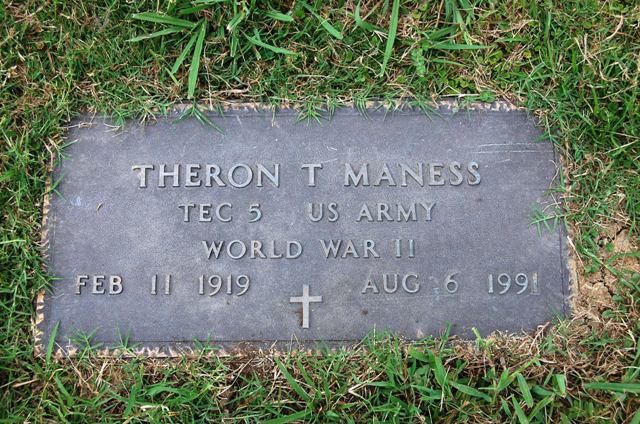 THERON T MANESS
TEC 5 US ARMY
WORLD WAR II
FEB 11 1919 AUG 6 1991